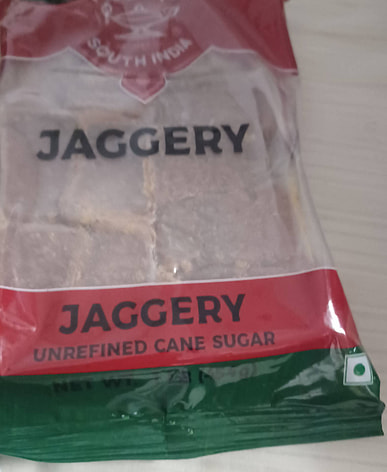 SOUTH INDIA
JAGGERY
JAGGERY
UNREFINED CANE SUGAR
NET WT.